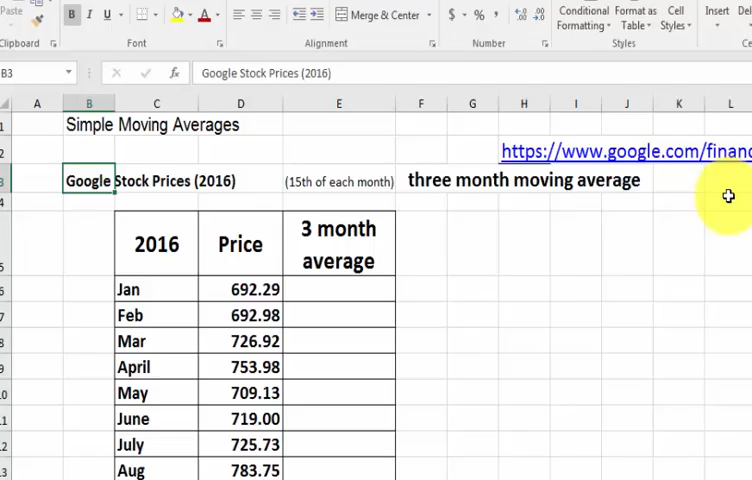 Paste
B I U A Merge & Center $ % , .0 .00 Conditional Formatting Format as Table Cell Styles Insert
Clipboard Font Alignment Number Styles
B3 fx Google Stock Prices (2016)
A B C D E F G H I J K L
1 Simple Moving Averages
2 https://www.google.com/financ
3 Google Stock Prices (2016) (15th of each month) three month moving average
4
5 2016 Price 3 month average
6 Jan 692.29
7 Feb 692.98
8 Mar 726.92
9 April 753.98
10 May 709.13
11 June 719.00
12 July 725.73
13 Aug 783.75